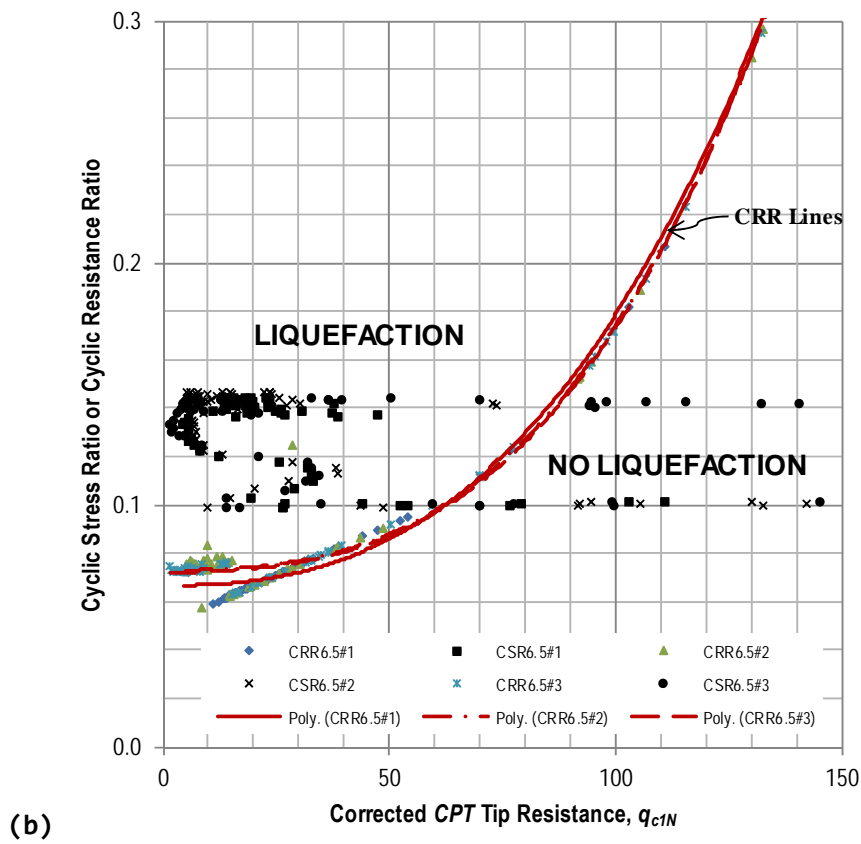 0.3
0.2
0.1
0.0
Cyclic Stress Ratio or Cyclic Resistance Ratio
CRR Lines
LIQUEFACTION
NO LIQUEFACTION
CRR6.5#1 CSR6.5#1 CRR6.5#2
CSR6.5#2 CRR6.5#3 CSR6.5#3
Poly. (CRR6.5#1) Poly. (CRR6.5#2) Poly. (CRR6.5#3)
0 50 100 150
Corrected CPT Tip Resistance, qc1N
(b)